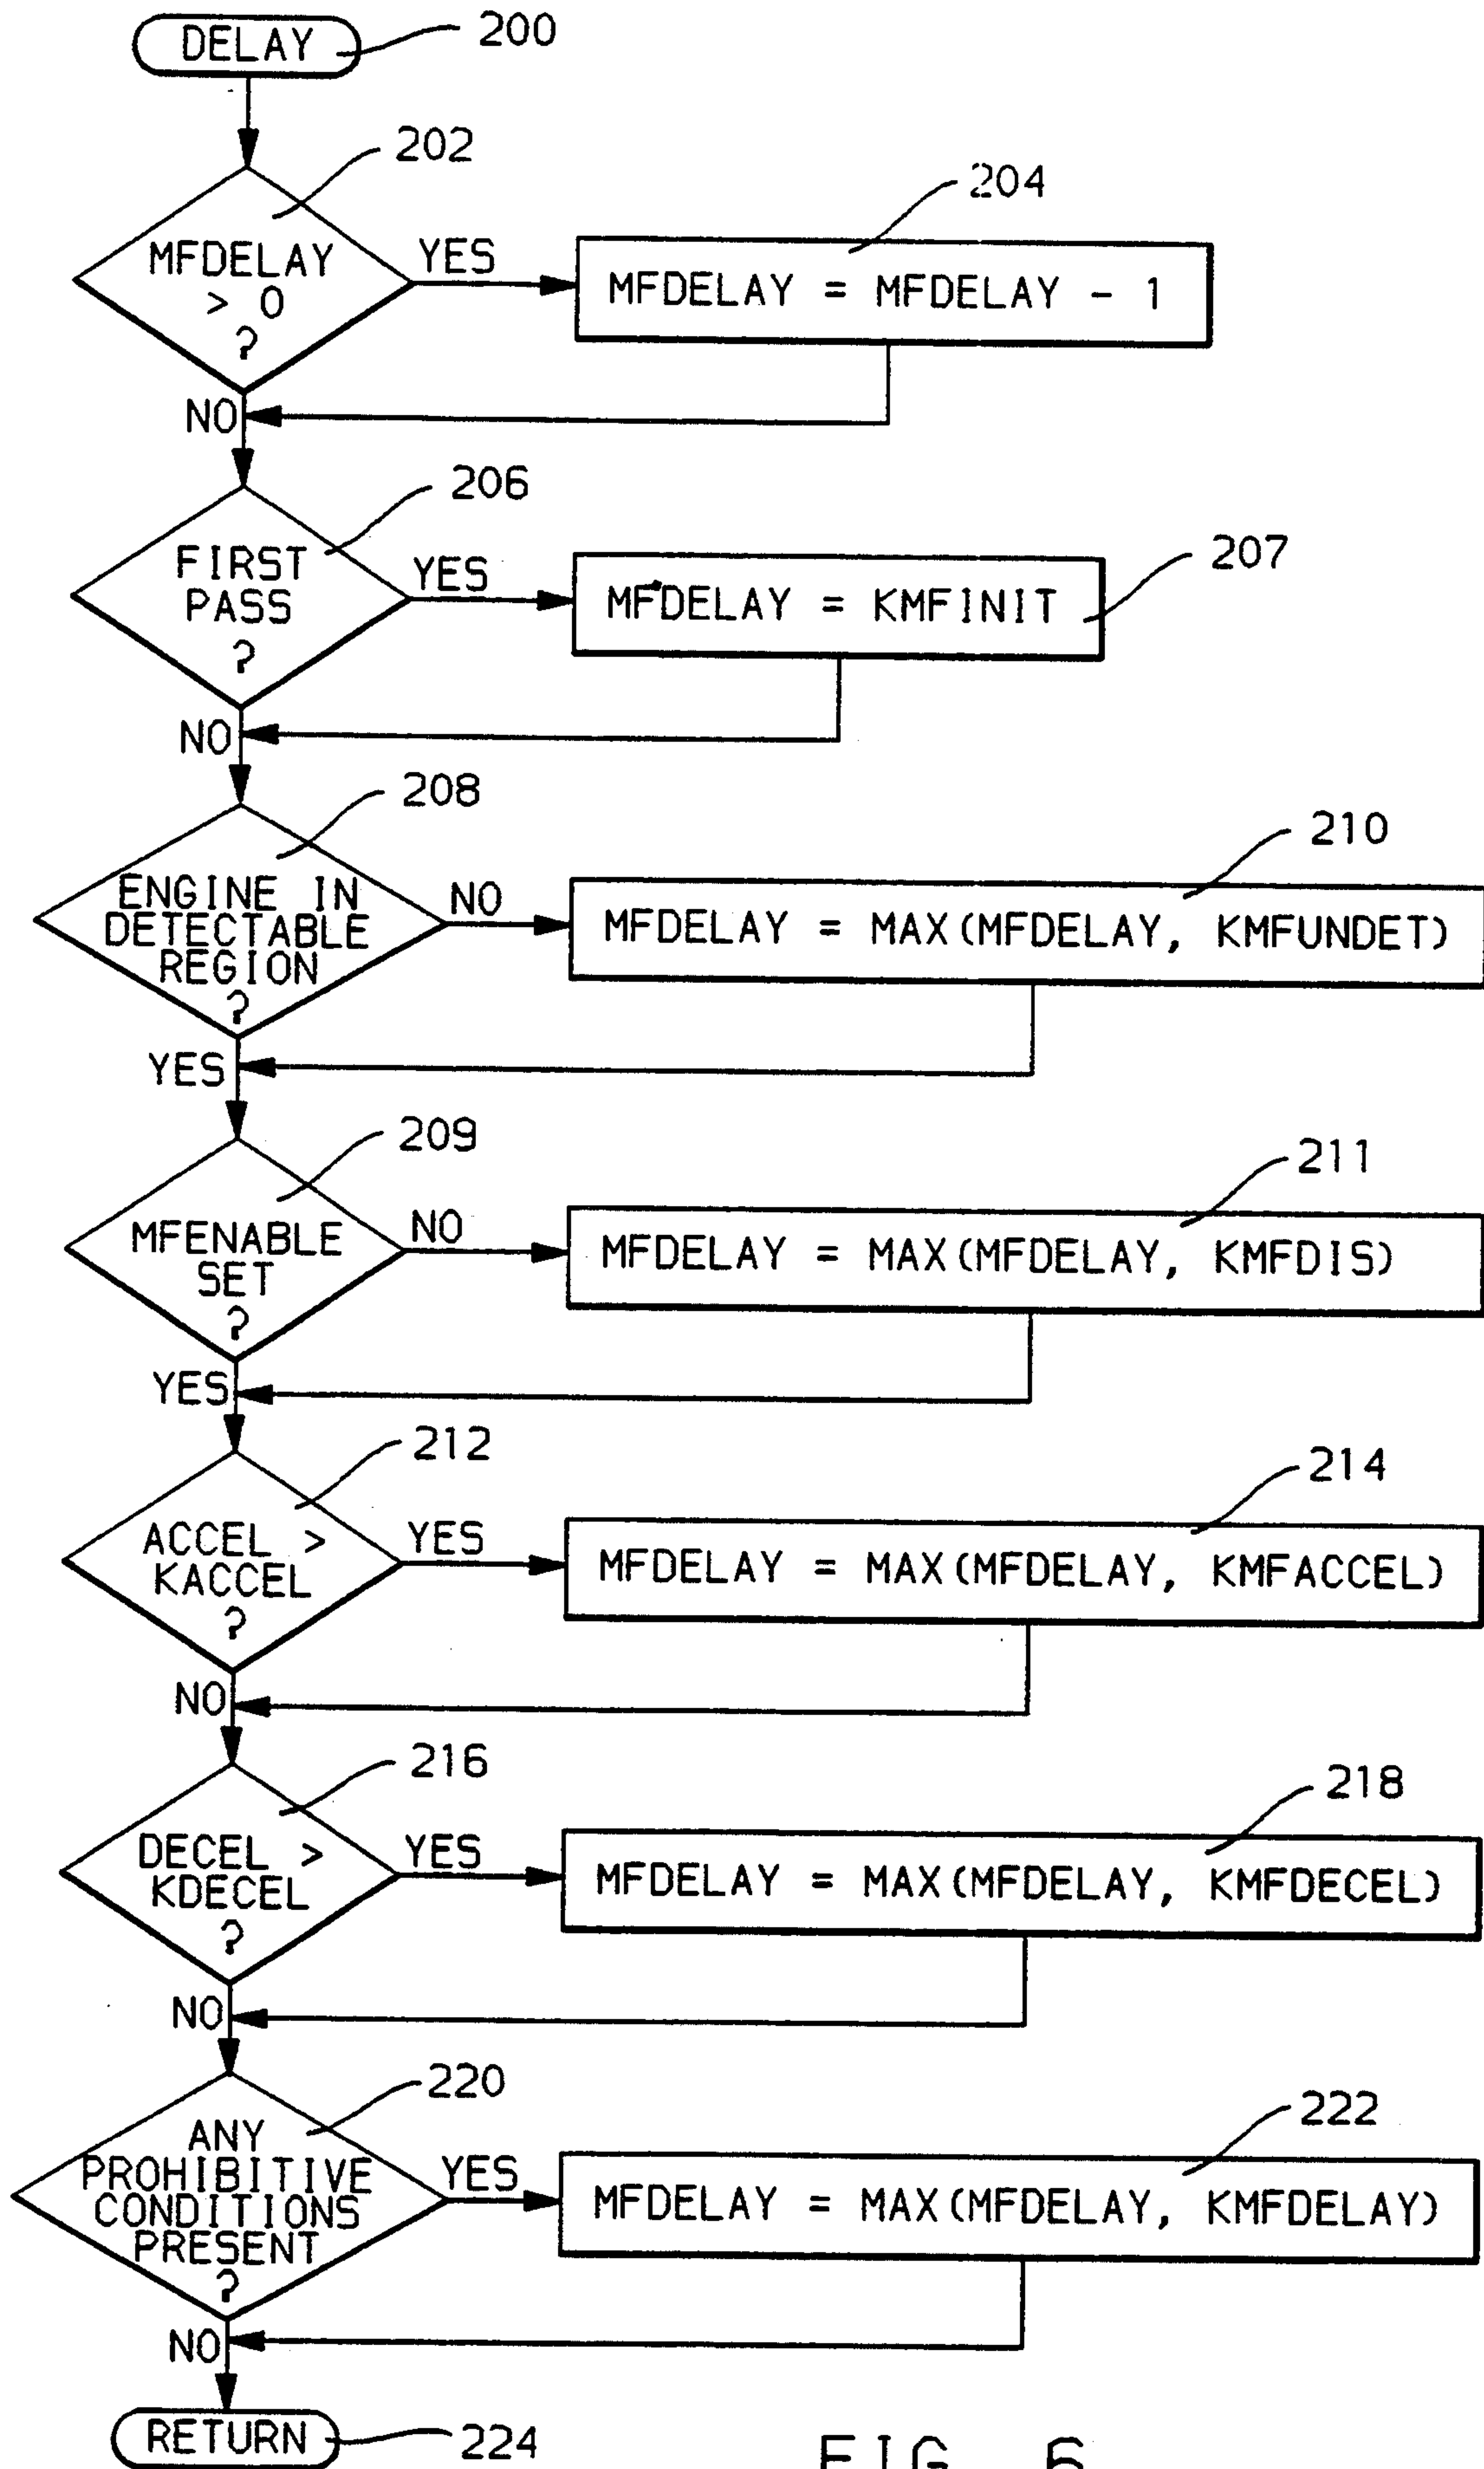 DELAY
200
202
MFDELAY
> 0
?
YES
204
MFDELAY = MFDELAY - 1
NO
206
FIRST
PASS
?
YES
207
MFDELAY = KMFINIT
NO
208
ENGINE IN
DETECTABLE
REGION
?
NO
210
MFDELAY = MAX(MFDELAY, KMFUNDET)
YES
209
MFENABLE
SET
?
NO
211
MFDELAY = MAX(MFDELAY, KMFDIS)
YES
212
ACCEL >
KACCEL
?
YES
214
MFDELAY = MAX(MFDELAY, KMFACCEL)
NO
216
DECEL >
KDECEL
?
YES
218
MFDELAY = MAX(MFDELAY, KMFDECEL)
NO
220
ANY
PROHIBITIVE
CONDITIONS
PRESENT
?
YES
222
MFDELAY = MAX(MFDELAY, KMFDELAY)
NO
RETURN
224
FIG.